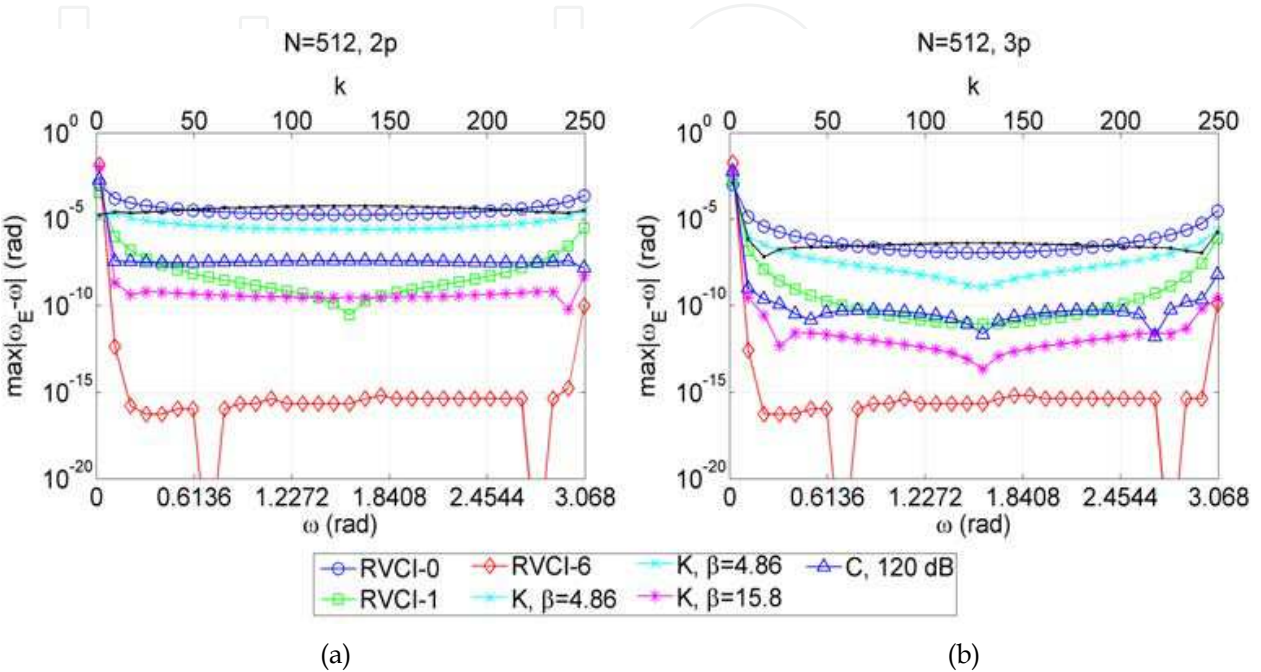 N=512, 2p
k
0 50 100 150 200 250
10^0
10^-5
10^-10
10^-15
10^-20
max|ω_E-ω| (rad)
0 0.6136 1.2272 1.8408 2.4544 3.068
ω (rad)
N=512, 3p
k
0 50 100 150 200 250
10^0
10^-5
10^-10
10^-15
10^-20
max|ω_E-ω| (rad)
0 0.6136 1.2272 1.8408 2.4544 3.068
ω (rad)
RVCI-0 RVCI-6 K, β=4.86 C, 120 dB
RVCI-1 K, β=4.86 K, β=15.8
(a) (b)